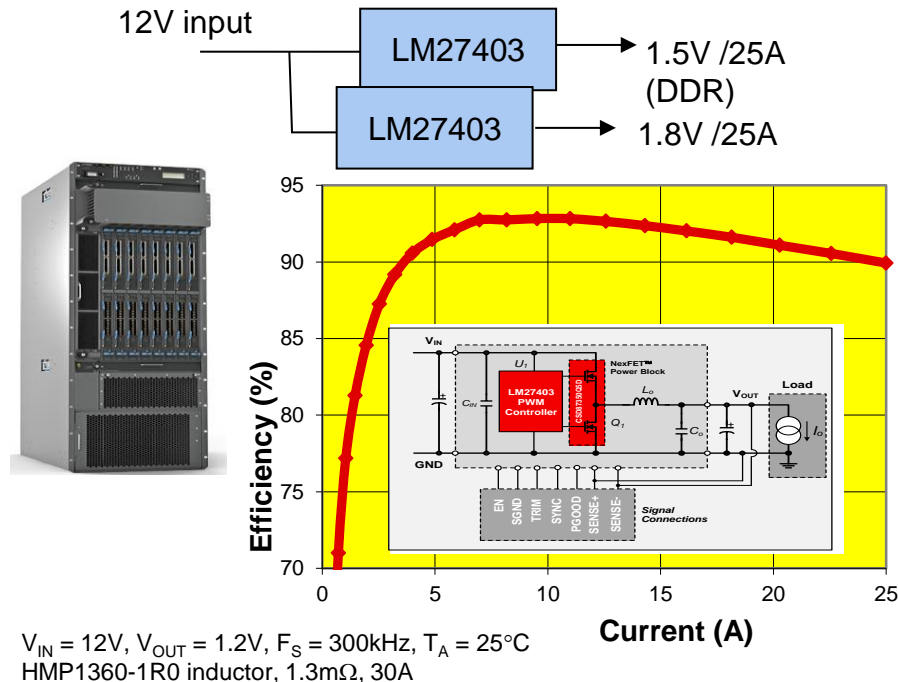 12V input
LM27403
1.5V /25A
(DDR)
LM27403
1.8V /25A
95
90
85
80
75
70
0
5
10
15
20
25
Efficiency (%)
Current (A)
VIN
U1
NexFET™
Power Block
LM27403
PWM
Controller
CSD87350Q5D
CIN
Lo
Q1
Co
VOUT
Load
Io
GND
EN
SGND
TRIM
SYNC
PGOOD
SENSE+
SENSE-
Signal
Connections
VIN = 12V, VOUT = 1.2V, FS = 300kHz, TA = 25°C
HMP1360-1R0 inductor, 1.3mΩ, 30A